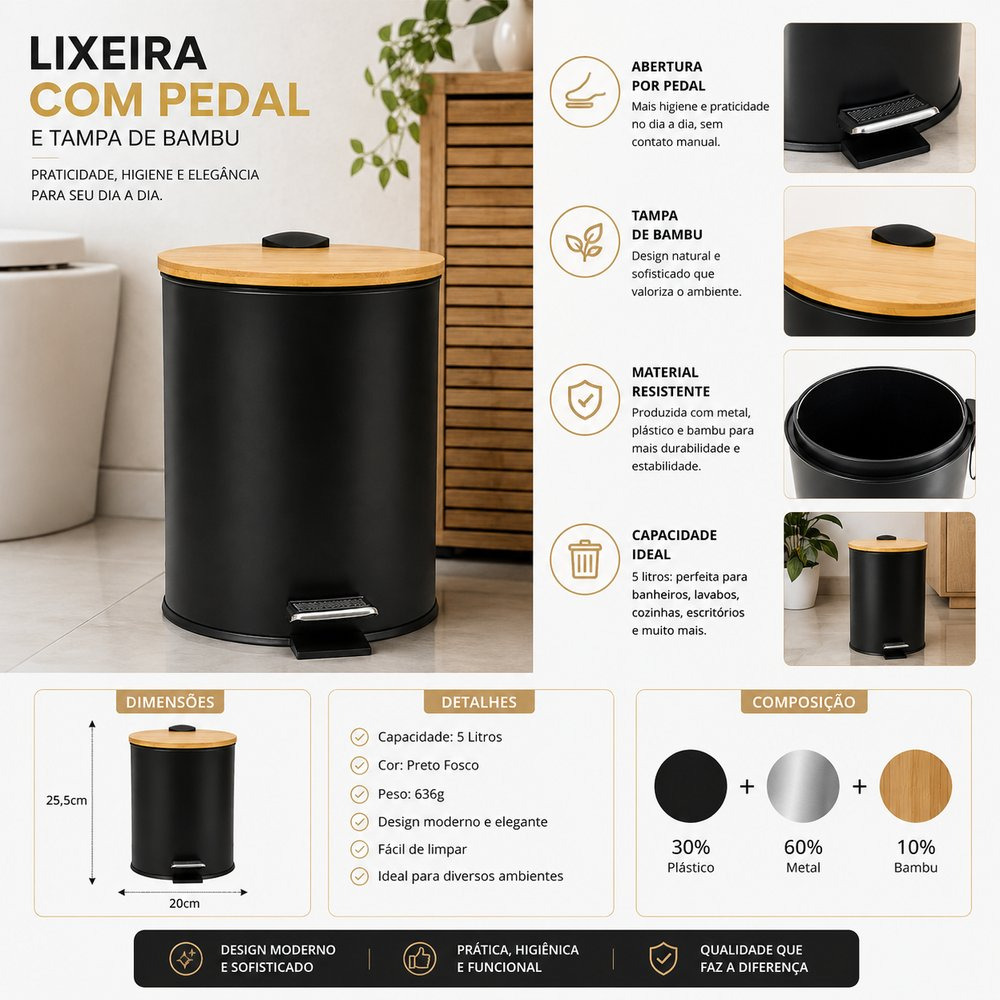 LIXEIRA
COM PEDAL
E TAMPA DE BAMBU
PRATICIDADE, HIGIENE E ELEGÂNCIA
PARA SEU DIA A DIA.
ABERTURA
POR PEDAL
Mais higiene e praticidade
no dia a dia, sem
contato manual.
TAMPA
DE BAMBU
Design natural e
sofisticado que
valoriza o ambiente.
MATERIAL
RESISTENTE
Produzida com metal,
plástico e bambu para
mais durabilidade e
estabilidade.
CAPACIDADE
IDEAL
5 litros: perfeita para
banheiros, lavabos,
cozinhas, escritórios
e muito mais.
DIMENSÕES
25,5cm
20cm
DETALHES
Capacidade: 5 Litros
Cor: Preto Fosco
Peso: 636g
Design moderno e elegante
Fácil de limpar
Ideal para diversos ambientes
COMPOSIÇÃO
+ +
30% 60% 10%
Plástico Metal Bambu
DESIGN MODERNO
E SOFISTICADO
PRÁTICA, HIGIÊNICA
E FUNCIONAL
QUALIDADE QUE
FAZ A DIFERENÇA